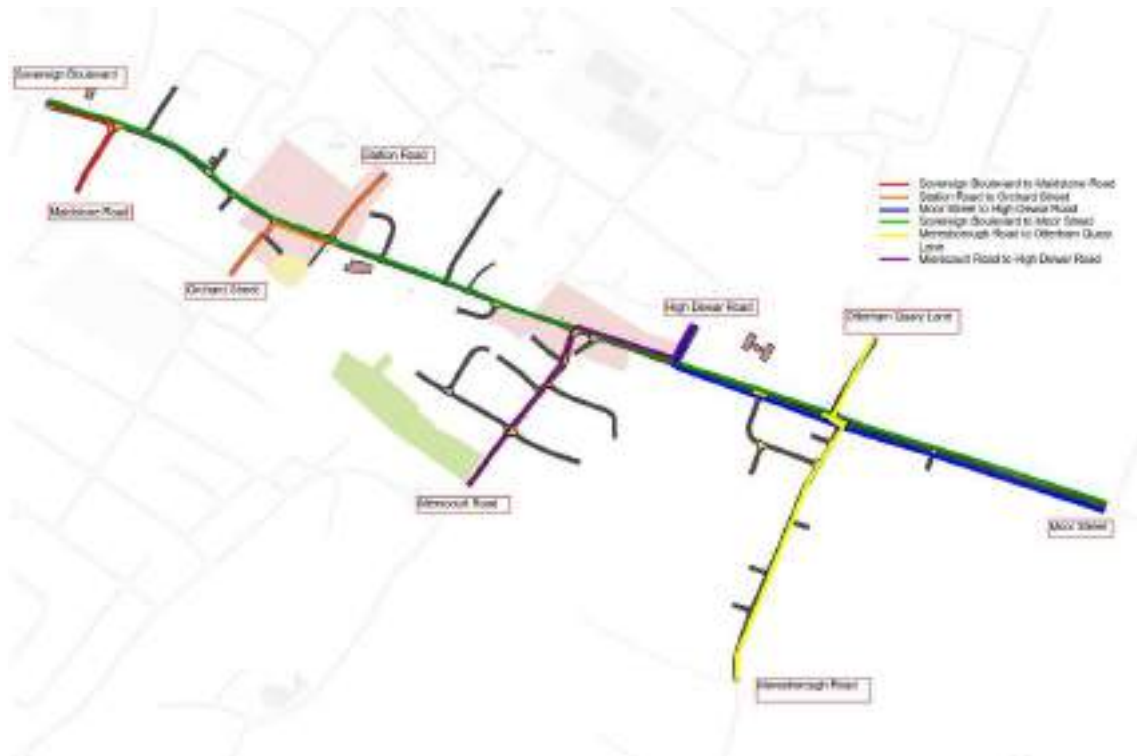 Sovereign Boulevard
Station Road
Maidstone Road
Sovereign Boulevard to Maidstone Road
Station Road to Orchard Street
Moor Street to High Dewar Road
Sovereign Boulevard to Moor Street
Meresborough Road to Otterham Quay
Lane
Mierscourt Road to High Dewar Road
Orchard Street
High Dewar Road
Otterham Quay Lane
Mierscourt Road
Moor Street
Meresborough Road